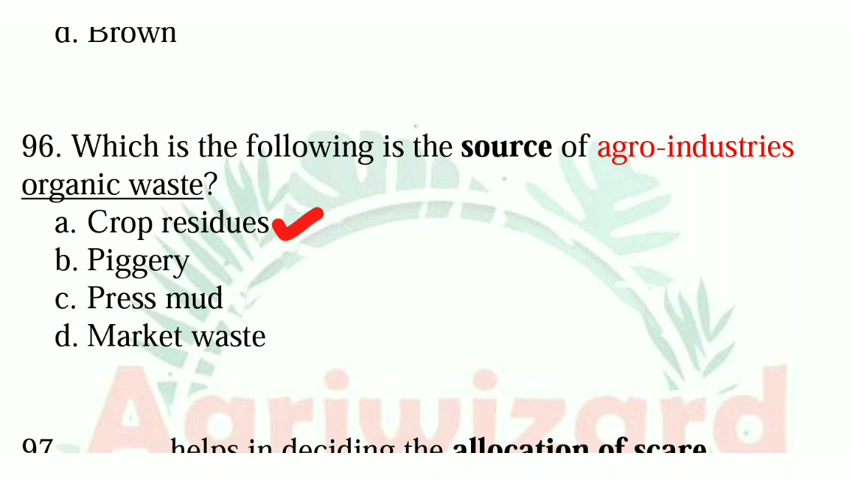 d. Brown
96. Which is the following is the source of agro-industries
organic waste?
a. Crop residues
b. Piggery
c. Press mud
d. Market waste
Agriwizard
97. helps in deciding the allocation of scare